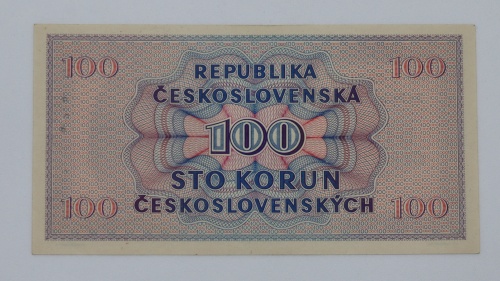 100 100
REPUBLIKA
ČESKOSLOVENSKÁ
100
STO KORUN
ČESKOSLOVENSKÝCH
100 100